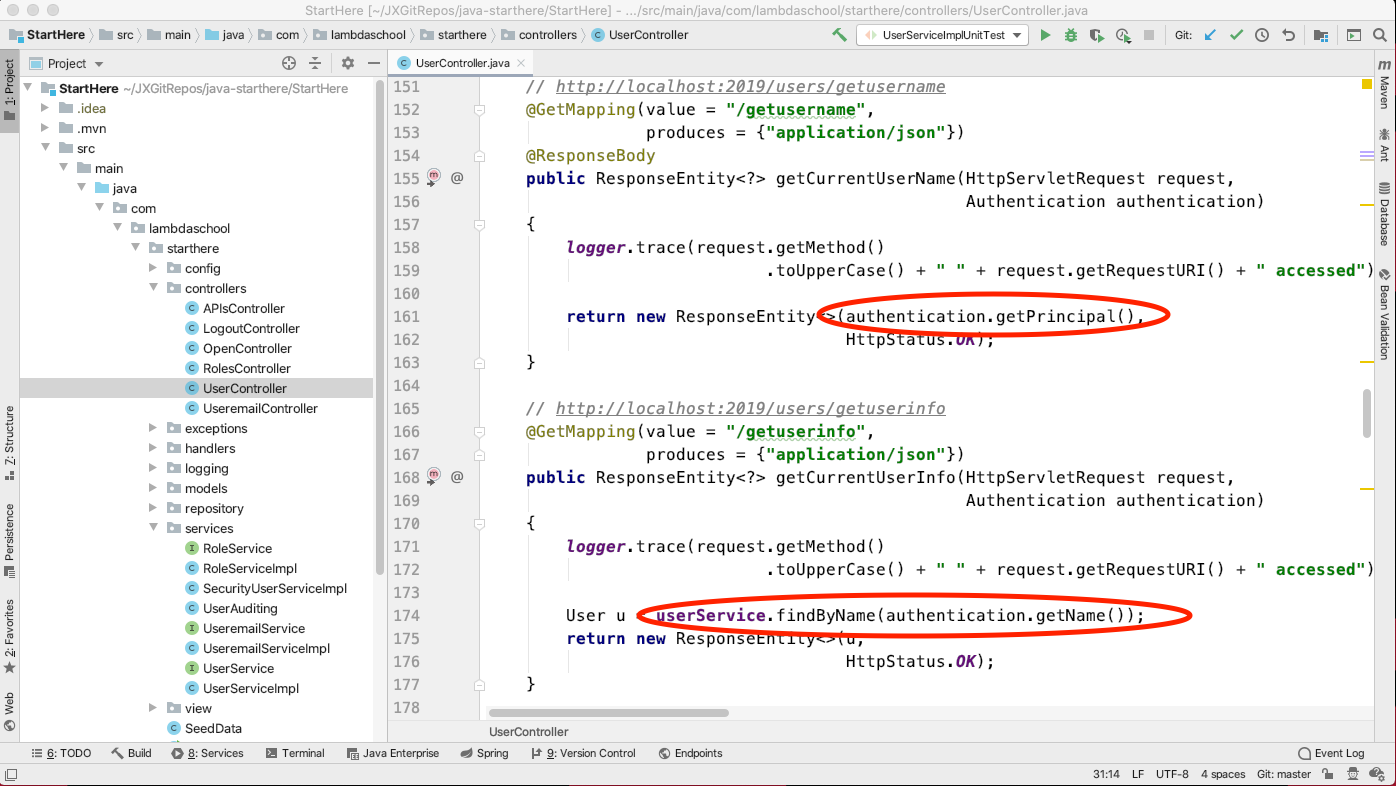 StartHere [~/JXGitRepos/java-starthere/StartHere] - .../src/main/java/com/lambdaschool/starthere/controllers/UserController.java
StartHere src main java com lambdaschool starthere controllers UserController
UserServiceImplUnitTest
Git:
1: Project
Z: Structure
Persistence
2: Favorites
Web
Project
StartHere ~/JXGitRepos/java-starthere/StartHere
.idea
.mvn
src
main
java
com
lambdaschool
starthere
config
controllers
APIsController
LogoutController
OpenController
RolesController
UserController
UseremailController
exceptions
handlers
logging
models
repository
services
RoleService
RoleServiceImpl
SecurityUserServiceImpl
UserAuditing
UseremailService
UseremailServiceImpl
UserService
UserServiceImpl
view
SeedData
UserController.java
151 // http://localhost:2019/users/getusername
152 @GetMapping(value = "/getusername",
153 produces = {"application/json"})
154 @ResponseBody
155 @ public ResponseEntity<?> getCurrentUserName(HttpServletRequest request,
156 Authentication authentication)
157 {
158 logger.trace(request.getMethod()
159 .toUpperCase() + " " + request.getRequestURI() + " accessed")
160
161 return new ResponseEntity<>(authentication.getPrincipal(),
162 HttpStatus.OK);
163 }
164
165 // http://localhost:2019/users/getuserinfo
166 @GetMapping(value = "/getuserinfo",
167 produces = {"application/json"})
168 @ public ResponseEntity<?> getCurrentUserInfo(HttpServletRequest request,
169 Authentication authentication)
170 {
171 logger.trace(request.getMethod()
172 .toUpperCase() + " " + request.getRequestURI() + " accessed")
173
174 User u = userService.findByName(authentication.getName());
175 return new ResponseEntity<>(u,
176 HttpStatus.OK);
177 }
178
UserController
m Maven
Ant
Database
Bean Validation
6: TODO Build 8: Services Terminal Java Enterprise Spring 9: Version Control Endpoints Event Log
31:14 LF UTF-8 4 spaces Git: master